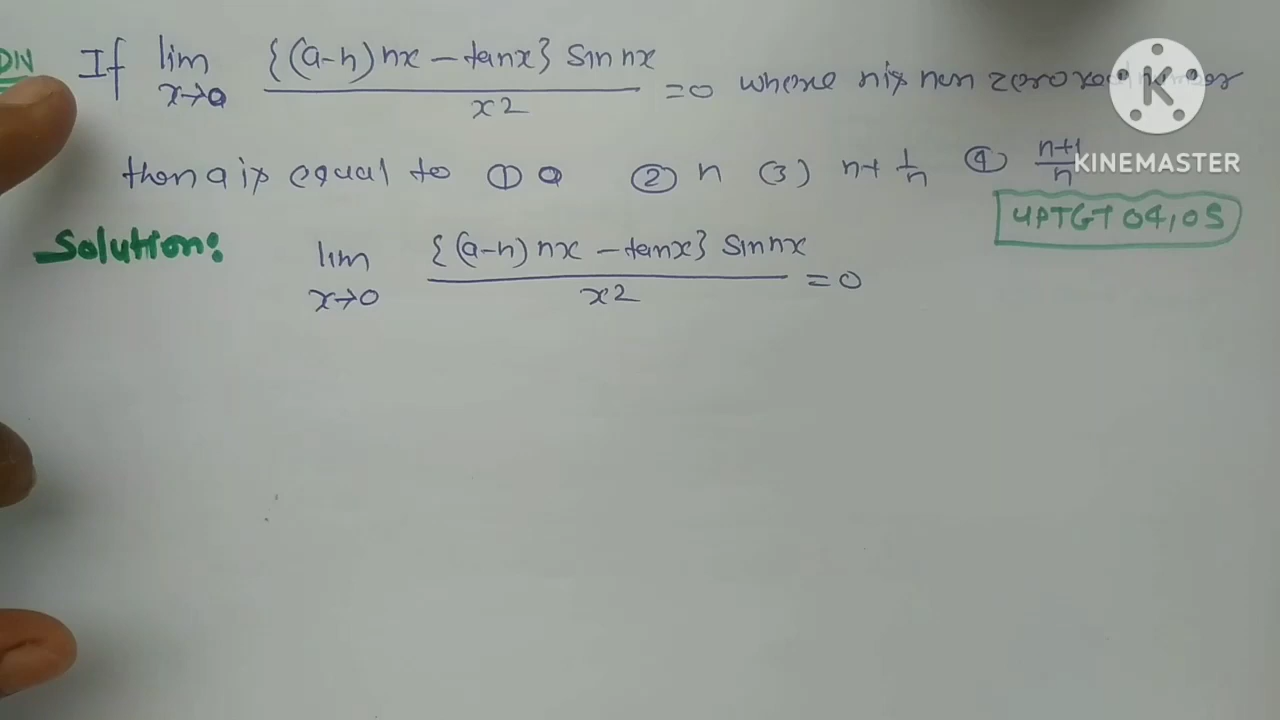 If lim {(a-n)nx - tanx} sin nx
x→0 x2 =0 where nis non zero
then a is equal to ① 0 ② n (3) n+ 1/n ④ n+1/n
KINEMASTER
UPTGT 04,05
Solution: lim {(a-n) nx - tanx} sin nx
x→0 x2 =0